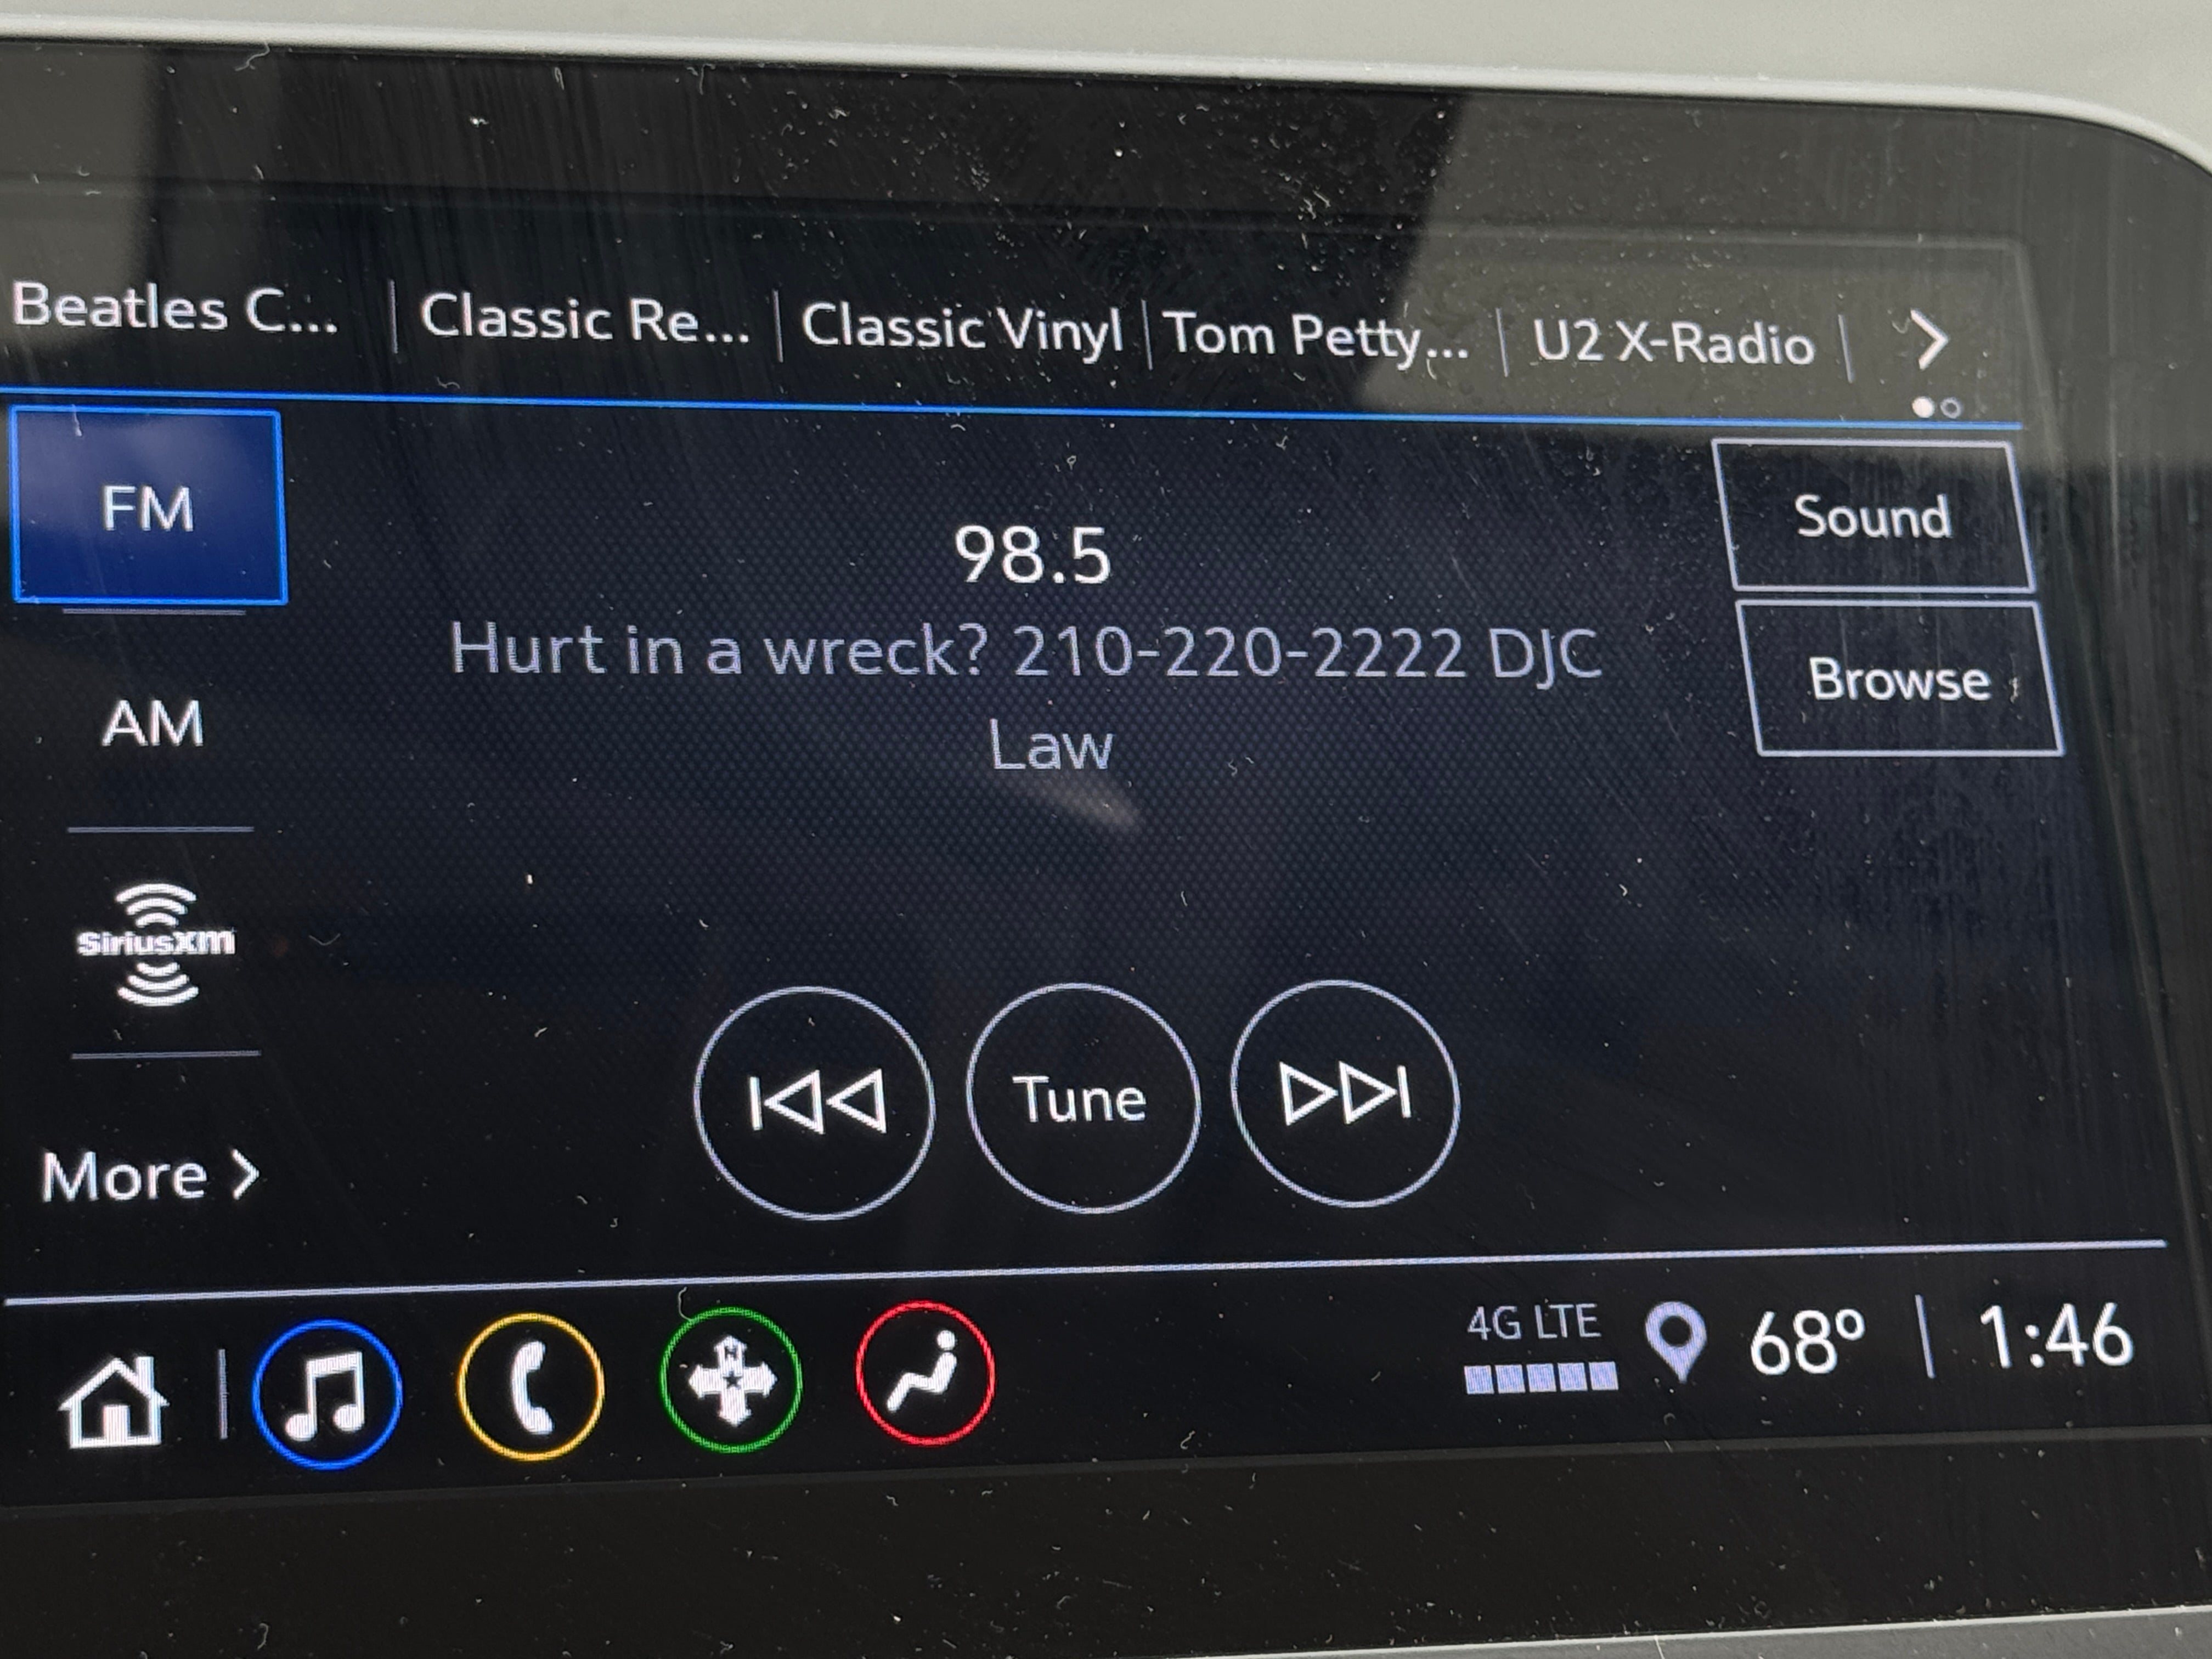 Beatles C... | Classic Re... | Classic Vinyl | Tom Petty... | U2 X-Radio |
FM
98.5
Sound
Hurt in a wreck? 210-220-2222 DJC
Law
Browse
AM
SiriusXM
Tune
More >
N
4G LTE
68° | 1:46